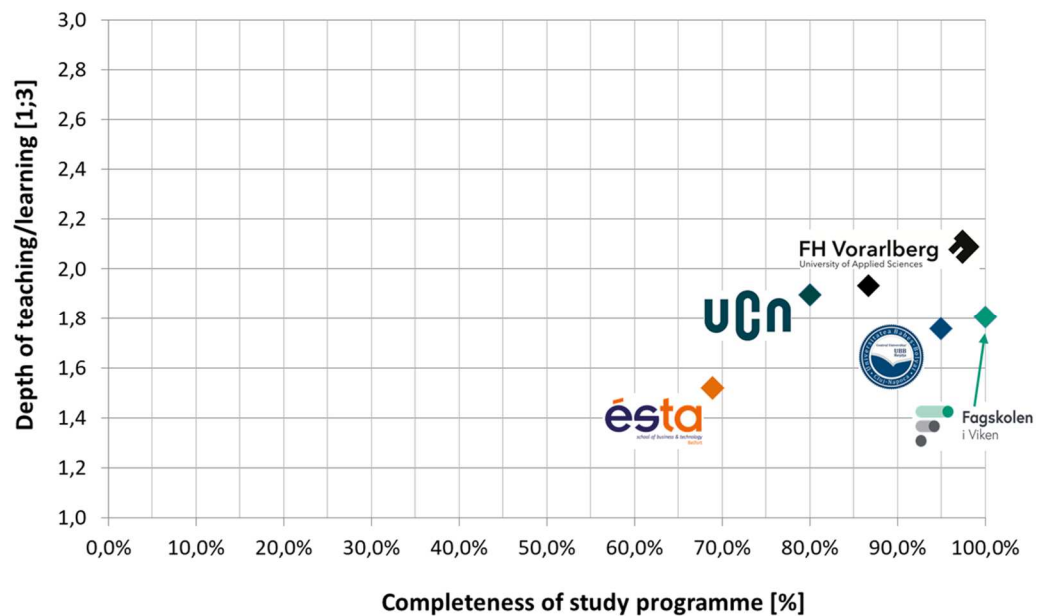 Depth of teaching/learning [1;3]
3,0
2,8
2,6
2,4
2,2
2,0
1,8
1,6
1,4
1,2
1,0
FH Vorarlberg
University of Applied Sciences
ucn
UBB
ésta
school of business & technology
Belfort
Fagskolen
i Viken
0,0%
10,0%
20,0%
30,0%
40,0%
50,0%
60,0%
70,0%
80,0%
90,0%
100,0%
Completeness of study programme [%]